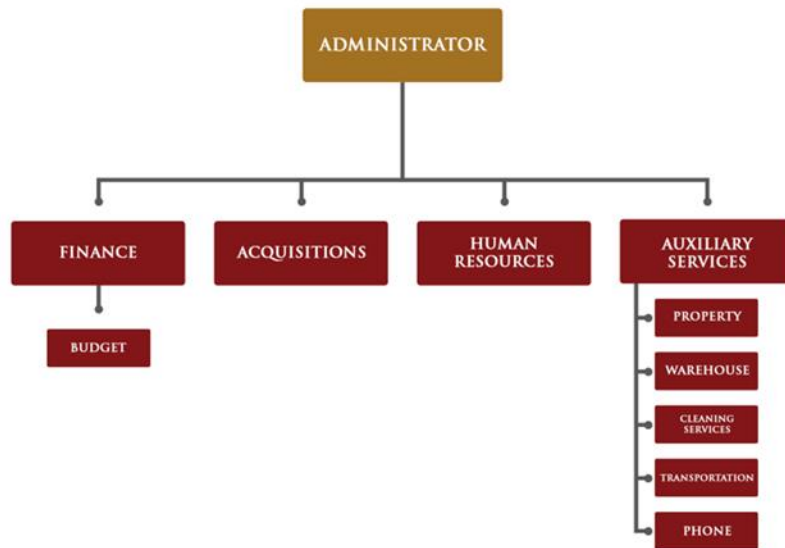 ADMINISTRATOR
FINANCE
ACQUISITIONS
HUMAN
RESOURCES
AUXILIARY
SERVICES
BUDGET
PROPERTY
WAREHOUSE
CLEANING
SERVICES
TRANSPORTATION
PHONE